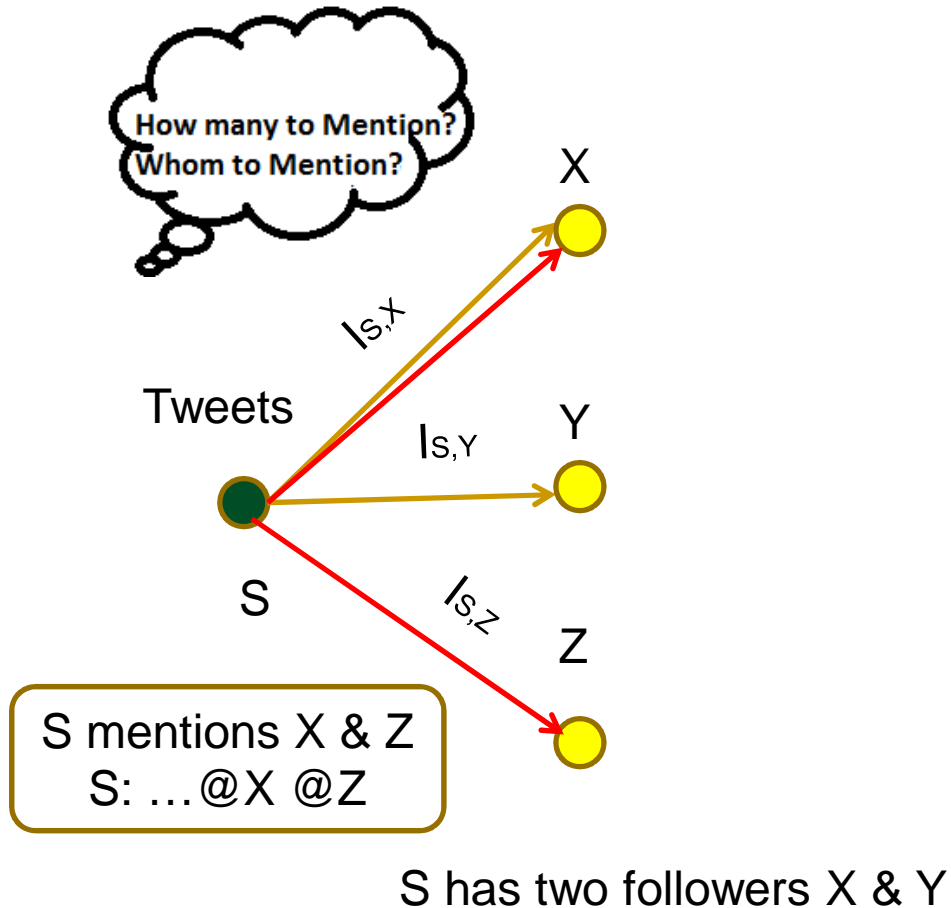 How many to Mention?
Whom to Mention?
X
IS,X
Tweets
Y
IS,Y
S
IS,Z
Z
S mentions X & Z
S: …@X @Z
S has two followers X & Y